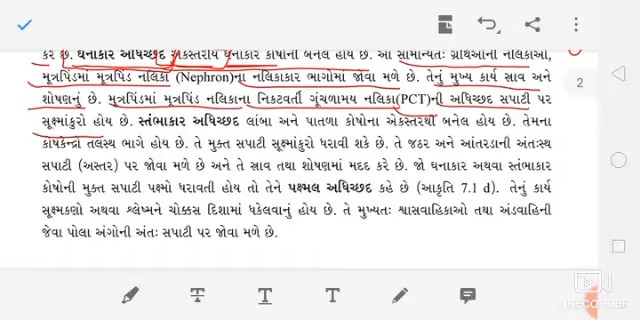 કરે છે. ઘનાકાર અધિચ્છદ એકસ્તરીય ઘનાકાર કોષોની બનેલ હોય છે. આ સામાન્યતઃ ગ્રંથિઓની નલિકાઓ,
મૂત્રપિંડમાં મૂત્રપિંડ નલિકા (Nephron)ના નલિકાકાર ભાગોમાં જોવા મળે છે. તેનું મુખ્ય કાર્ય સ્રાવ અને
શોષણનું છે. મૂત્રપિંડમાં મૂત્રપિંડ નલિકાના નિકટવર્તી ગૂંચળામય નલિકા(PCT)ની અધિચ્છદ સપાટી પર
સૂક્ષ્માંકુરો હોય છે. સ્તંભાકાર અધિચ્છદ લાંબા અને પાતળા કોષોના એકસ્તરથી બનેલ હોય છે. તેમના
કોષકેન્દ્રો તલસ્થ ભાગે હોય છે. તે મુક્ત સપાટી સૂક્ષ્માંકુરો ધરાવી શકે છે. તે જઠર અને આંતરડાની અંતઃસ્થ
સપાટી (અસ્તર) પર જોવા મળે છે અને તે સ્રાવ તથા શોષણમાં મદદ કરે છે. જો ઘનાકાર અથવા સ્તંભાકાર
કોષોની મુક્ત સપાટી પક્ષ્મો ધરાવતી હોય તો તેને પક્ષ્મલ અધિચ્છદ કહે છે (આકૃતિ 7.1 d). તેનું કાર્ય
સૂક્ષ્મકણો અથવા શ્લેષ્મને ચોક્કસ દિશામાં ધકેલવાનું હોય છે. તે મુખ્યતઃ શ્વાસવાહિકાઓ તથા અંડવાહિની
જેવા પોલા અંગોની અંતઃ સપાટી પર જોવા મળે છે.
2
RECORDER